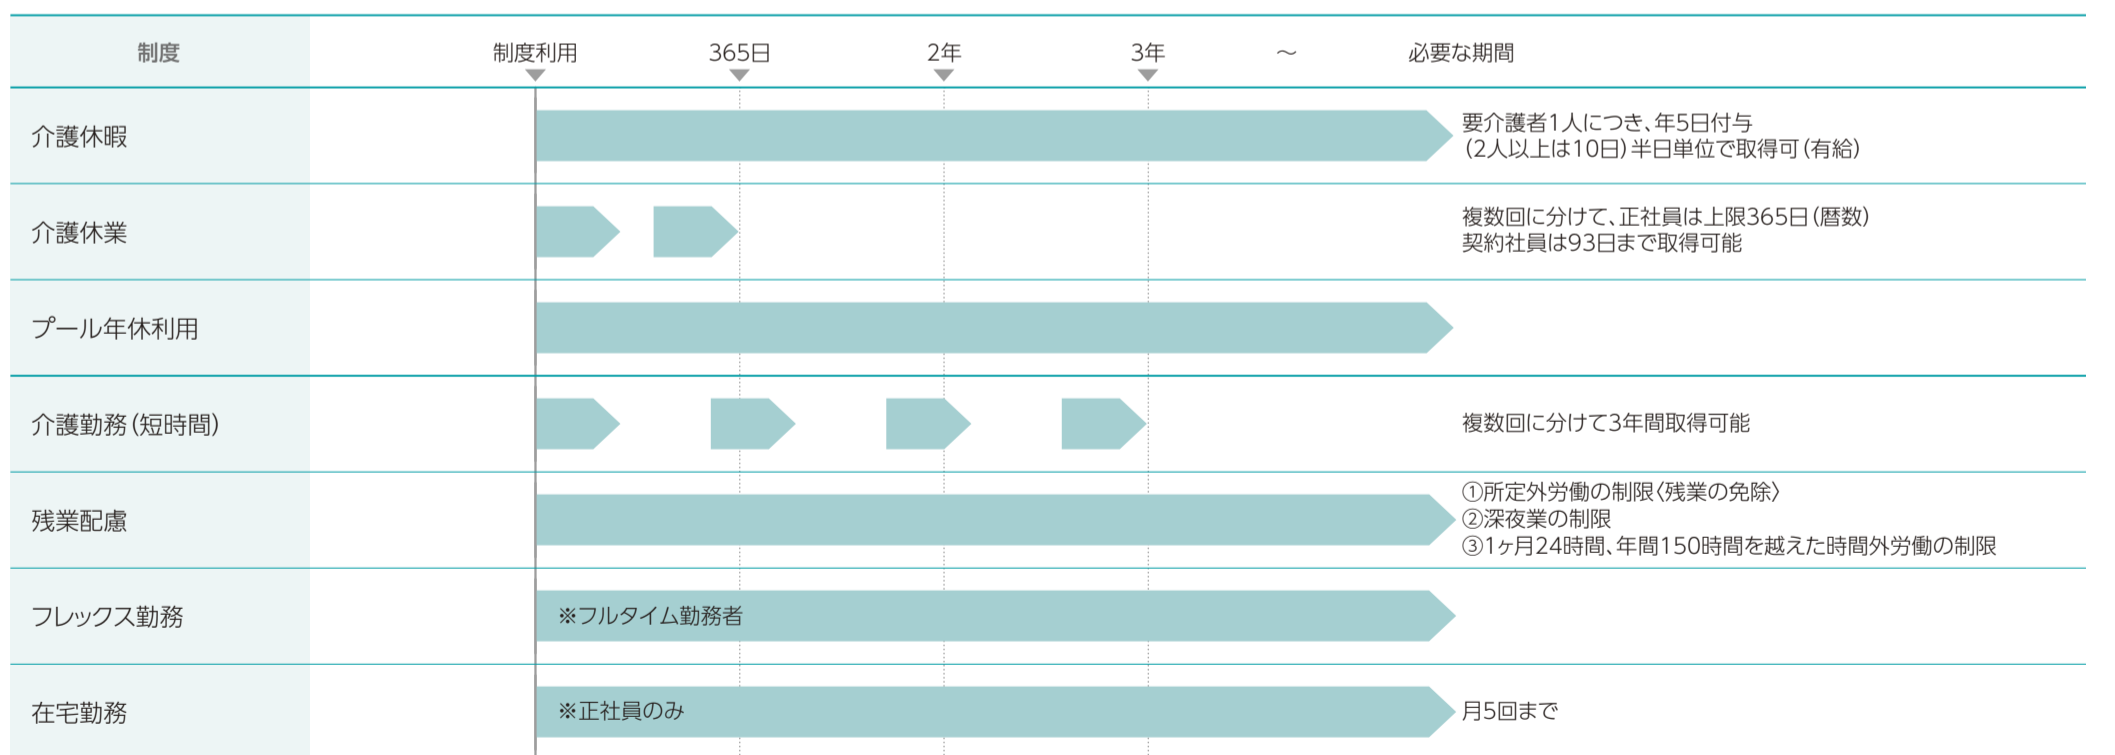 制度 制度利用 365日 2年 3年 ～ 必要な期間
介護休暇
要介護者1人につき、年5日付与
（2人以上は10日）半日単位で取得可（有給）
介護休業
複数回に分けて、正社員は上限365日（暦数）
契約社員は93日まで取得可能
プール年休利用
介護勤務（短時間）
複数回に分けて3年間取得可能
残業配慮
①所定外労働の制限〈残業の免除〉
②深夜業の制限
③1ヶ月24時間、年間150時間を越えた時間外労働の制限
フレックス勤務
※フルタイム勤務者
在宅勤務
※正社員のみ
月5回まで